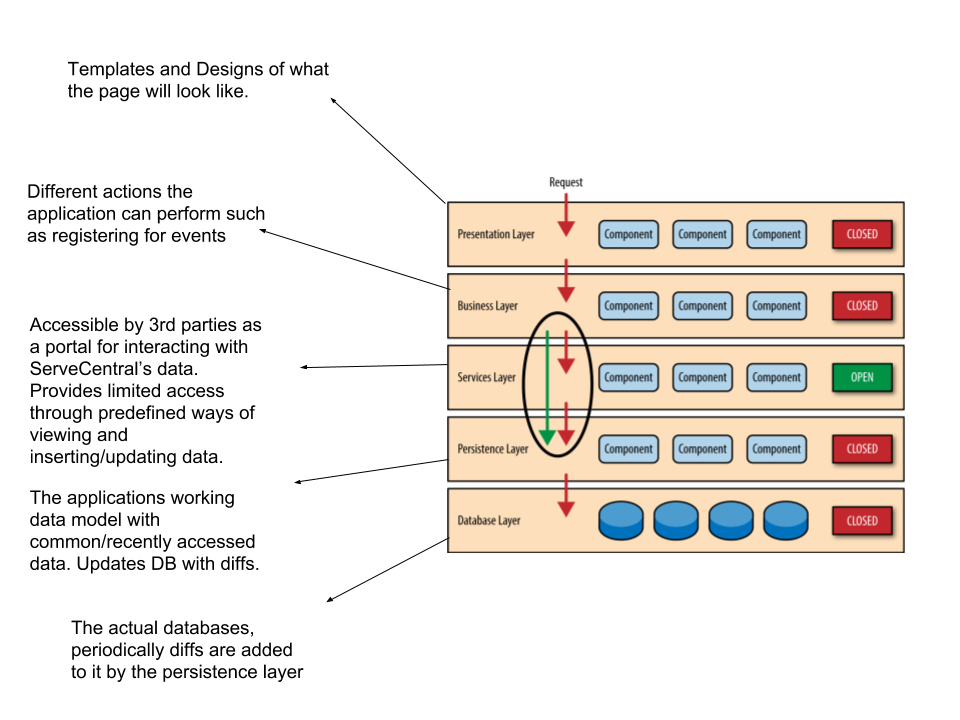 Templates and Designs of what
the page will look like.
Different actions the
application can perform such
as registering for events
Accessible by 3rd parties as
a portal for interacting with
ServeCentral’s data.
Provides limited access
through predefined ways of
viewing and
inserting/updating data.
The applications working
data model with
common/recently accessed
data. Updates DB with diffs.
The actual databases,
periodically diffs are added
to it by the persistence layer
Request
Presentation Layer Component Component Component CLOSED
Business Layer Component Component Component CLOSED
Services Layer Component Component Component OPEN
Persistence Layer Component Component Component CLOSED
Database Layer CLOSED